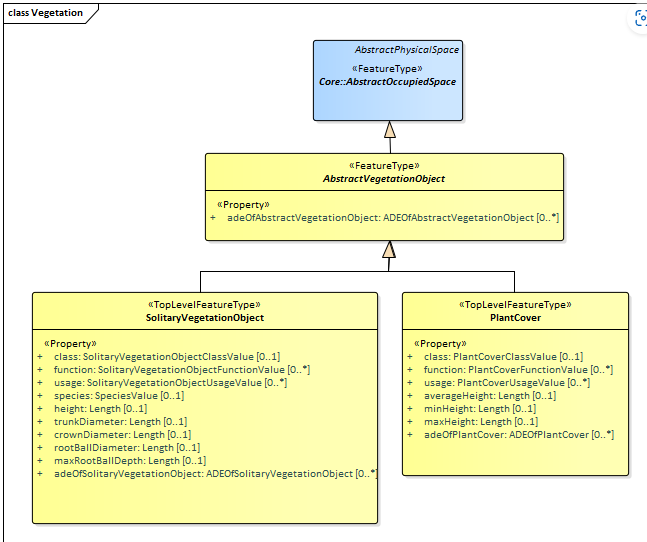 class Vegetation
AbstractPhysicalSpace
«FeatureType»
Core::AbstractOccupiedSpace
«FeatureType»
AbstractVegetationObject
«Property»
+ adeOfAbstractVegetationObject: ADEOfAbstractVegetationObject [0..*]
«TopLevelFeatureType»
SolitaryVegetationObject
«Property»
+ class: SolitaryVegetationObjectClassValue [0..1]
+ function: SolitaryVegetationObjectFunctionValue [0..*]
+ usage: SolitaryVegetationObjectUsageValue [0..*]
+ species: SpeciesValue [0..1]
+ height: Length [0..1]
+ trunkDiameter: Length [0..1]
+ crownDiameter: Length [0..1]
+ rootBallDiameter: Length [0..1]
+ maxRootBallDepth: Length [0..1]
+ adeOfSolitaryVegetationObject: ADEOfSolitaryVegetationObject [0..*]
«TopLevelFeatureType»
PlantCover
«Property»
+ class: PlantCoverClassValue [0..1]
+ function: PlantCoverFunctionValue [0..*]
+ usage: PlantCoverUsageValue [0..*]
+ averageHeight: Length [0..1]
+ minHeight: Length [0..1]
+ maxHeight: Length [0..1]
+ adeOfPlantCover: ADEOfPlantCover [0..*]